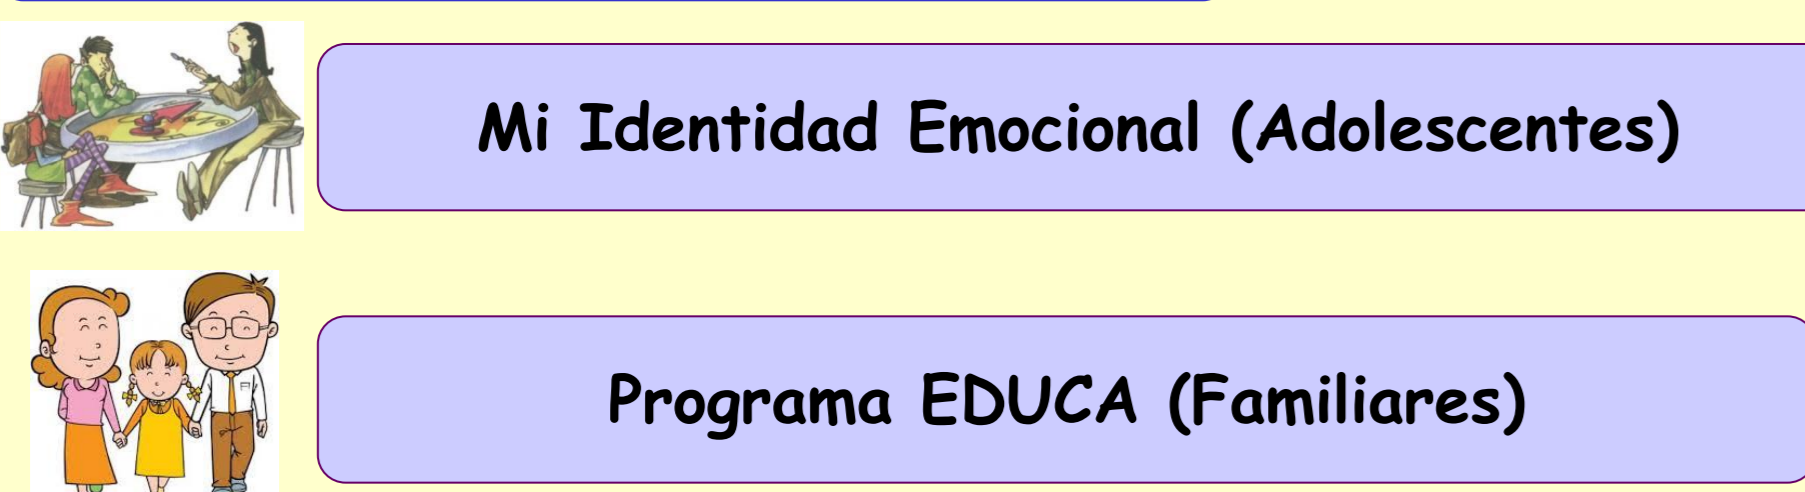 Mi Identidad Emocional (Adolescentes)
Programa EDUCA (Familiares)